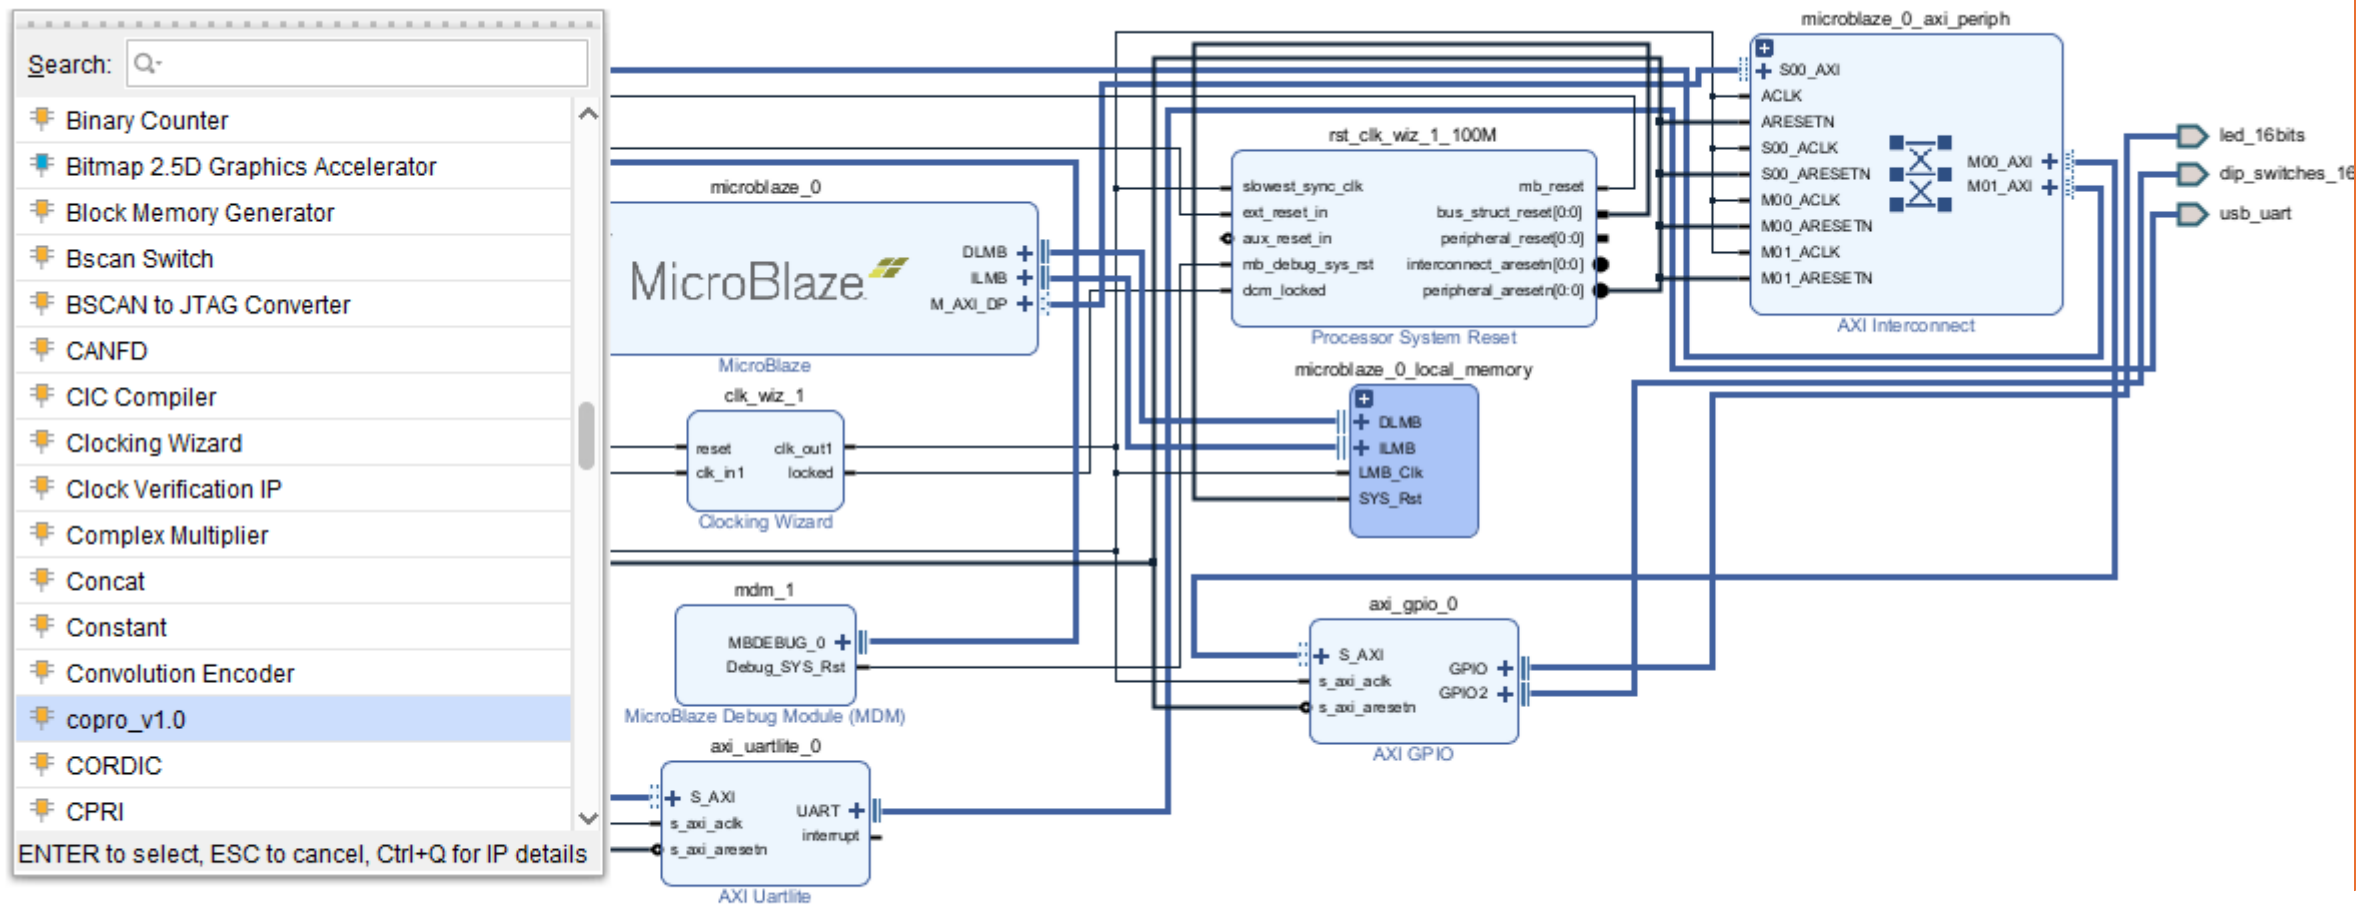 Search:
Binary Counter
Bitmap 2.5D Graphics Accelerator
Block Memory Generator
Bscan Switch
BSCAN to JTAG Converter
CANFD
CIC Compiler
Clocking Wizard
Clock Verification IP
Complex Multiplier
Concat
Constant
Convolution Encoder
copro_v1.0
CORDIC
CPRI
ENTER to select, ESC to cancel, Ctrl+Q for IP details
microblaze_0
MicroBlaze
DLMB
ILMB
M_AXI_DP
MicroBlaze
clk_wiz_1
reset
clk_in1
clk_out1
locked
Clocking Wizard
mdm_1
MBDEBUG_0
Debug_SYS_Rst
MicroBlaze Debug Module (MDM)
axi_uartlite_0
S_AXI
s_axi_aclk
s_axi_aresetn
UART
interrupt
AXI Uartlite
rst_clk_wiz_1_100M
slowest_sync_clk
ext_reset_in
aux_reset_in
mb_debug_sys_rst
dcm_locked
mb_reset
bus_struct_reset[0:0]
peripheral_reset[0:0]
interconnect_aresetn[0:0]
peripheral_aresetn[0:0]
Processor System Reset
microblaze_0_local_memory
DLMB
ILMB
LMB_Clk
SYS_Rst
axi_gpio_0
S_AXI
s_axi_aclk
s_axi_aresetn
GPIO
GPIO2
AXI GPIO
microblaze_0_axi_periph
S00_AXI
ACLK
ARESETN
S00_ACLK
S00_ARESETN
M00_ACLK
M00_ARESETN
M01_ACLK
M01_ARESETN
M00_AXI
M01_AXI
AXI Interconnect
led_16bits
dip_switches_16
usb_uart